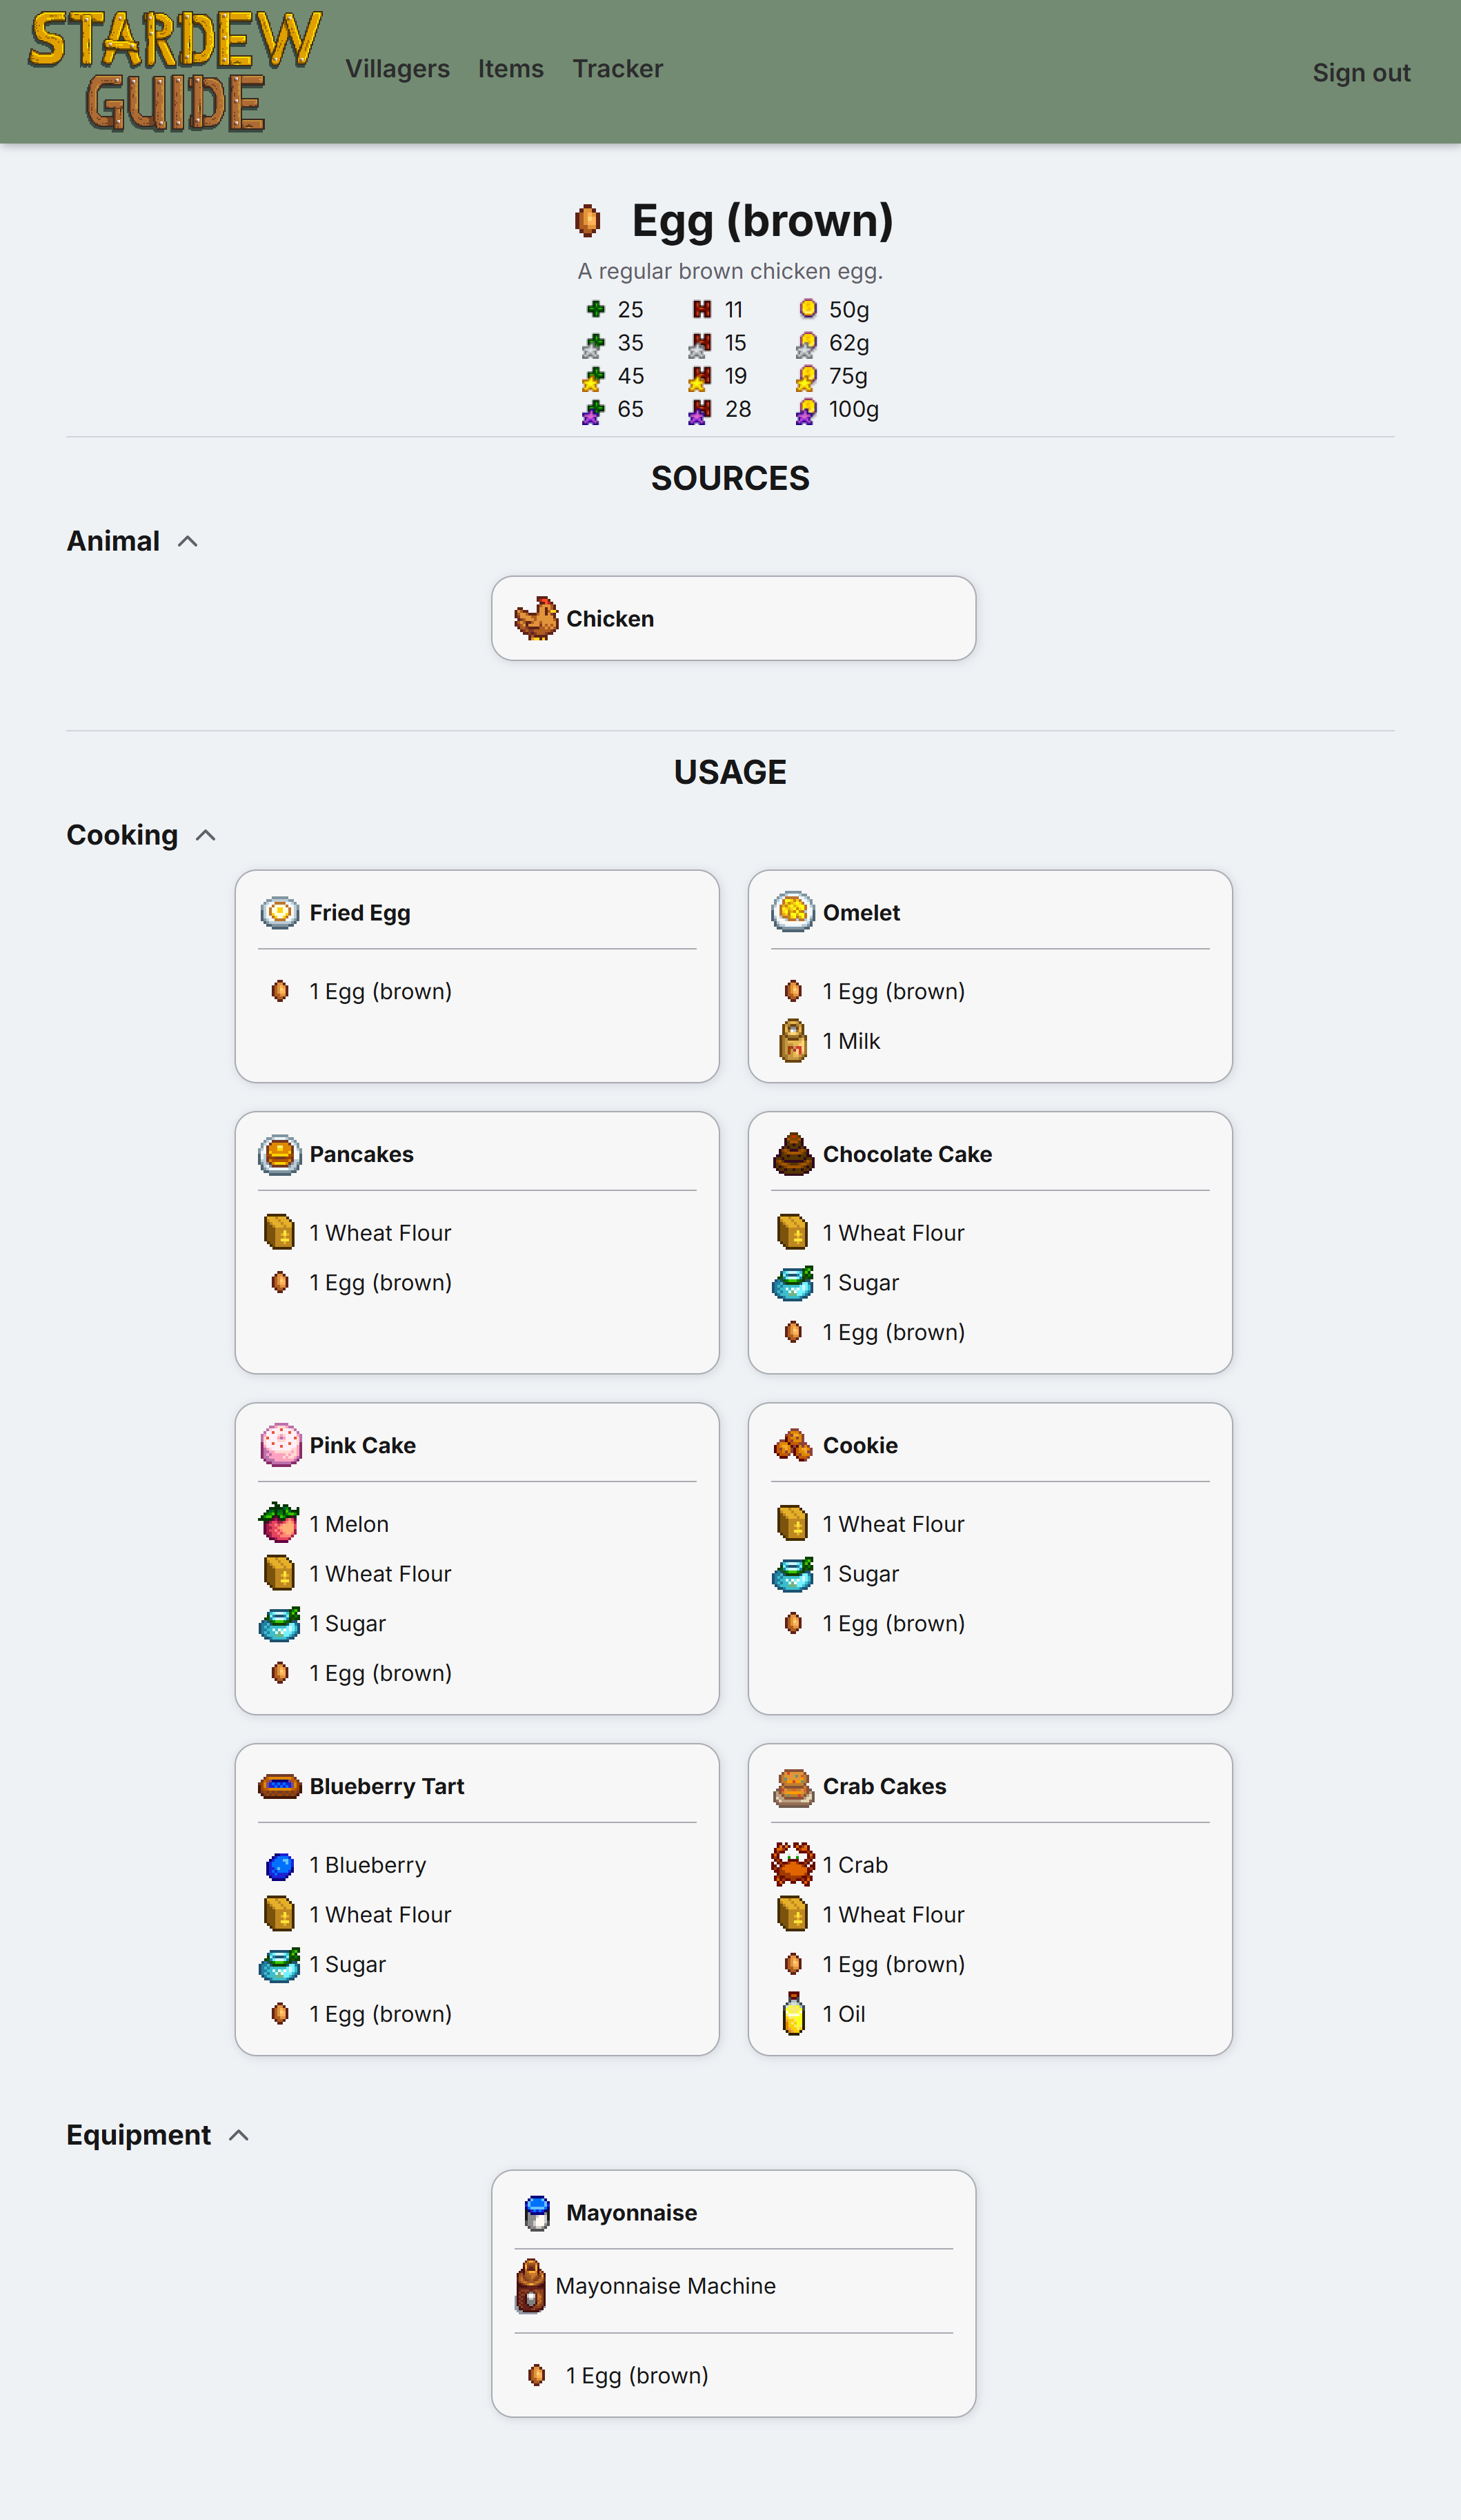 STARDEW
GUIDE
Villagers Items Tracker
Sign out
Egg (brown)
A regular brown chicken egg.
25 11 50g
35 15 62g
45 19 75g
65 28 100g
SOURCES
Animal
Chicken
USAGE
Cooking
Fried Egg
1 Egg (brown)
Omelet
1 Egg (brown)
1 Milk
Pancakes
1 Wheat Flour
1 Egg (brown)
Chocolate Cake
1 Wheat Flour
1 Sugar
1 Egg (brown)
Pink Cake
1 Melon
1 Wheat Flour
1 Sugar
1 Egg (brown)
Cookie
1 Wheat Flour
1 Sugar
1 Egg (brown)
Blueberry Tart
1 Blueberry
1 Wheat Flour
1 Sugar
1 Egg (brown)
Crab Cakes
1 Crab
1 Wheat Flour
1 Egg (brown)
1 Oil
Equipment
Mayonnaise
Mayonnaise Machine
1 Egg (brown)